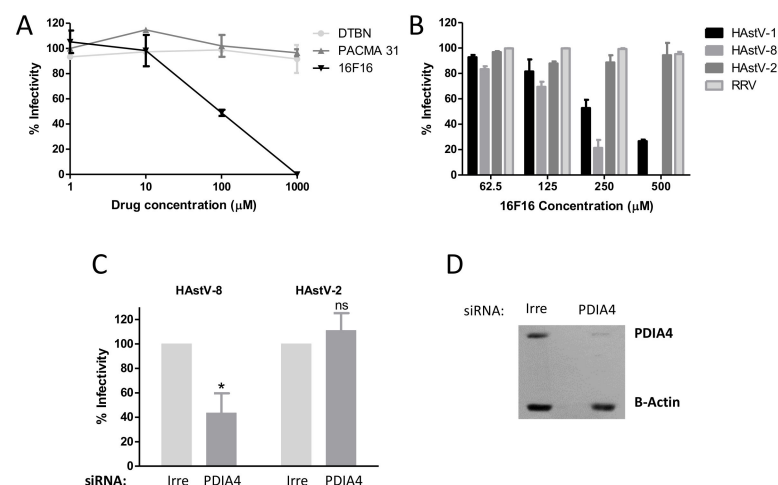 A
120
100
80
60
40
20
0
% Infectivity
1 10 100 1000
Drug concentration (µM)
DTBN
PACMA 31
16F16
B
120
100
80
60
40
20
0
% Infectivity
62.5 125 250 500
16F16 Concentration (µM)
HAstV-1
HAstV-8
HAstV-2
RRV
C
HAstV-8 HAstV-2
120
100
80
60
40
20
0
% Infectivity
*
ns
siRNA: Irre PDIA4 Irre PDIA4
D
siRNA: Irre PDIA4
PDIA4
B-Actin